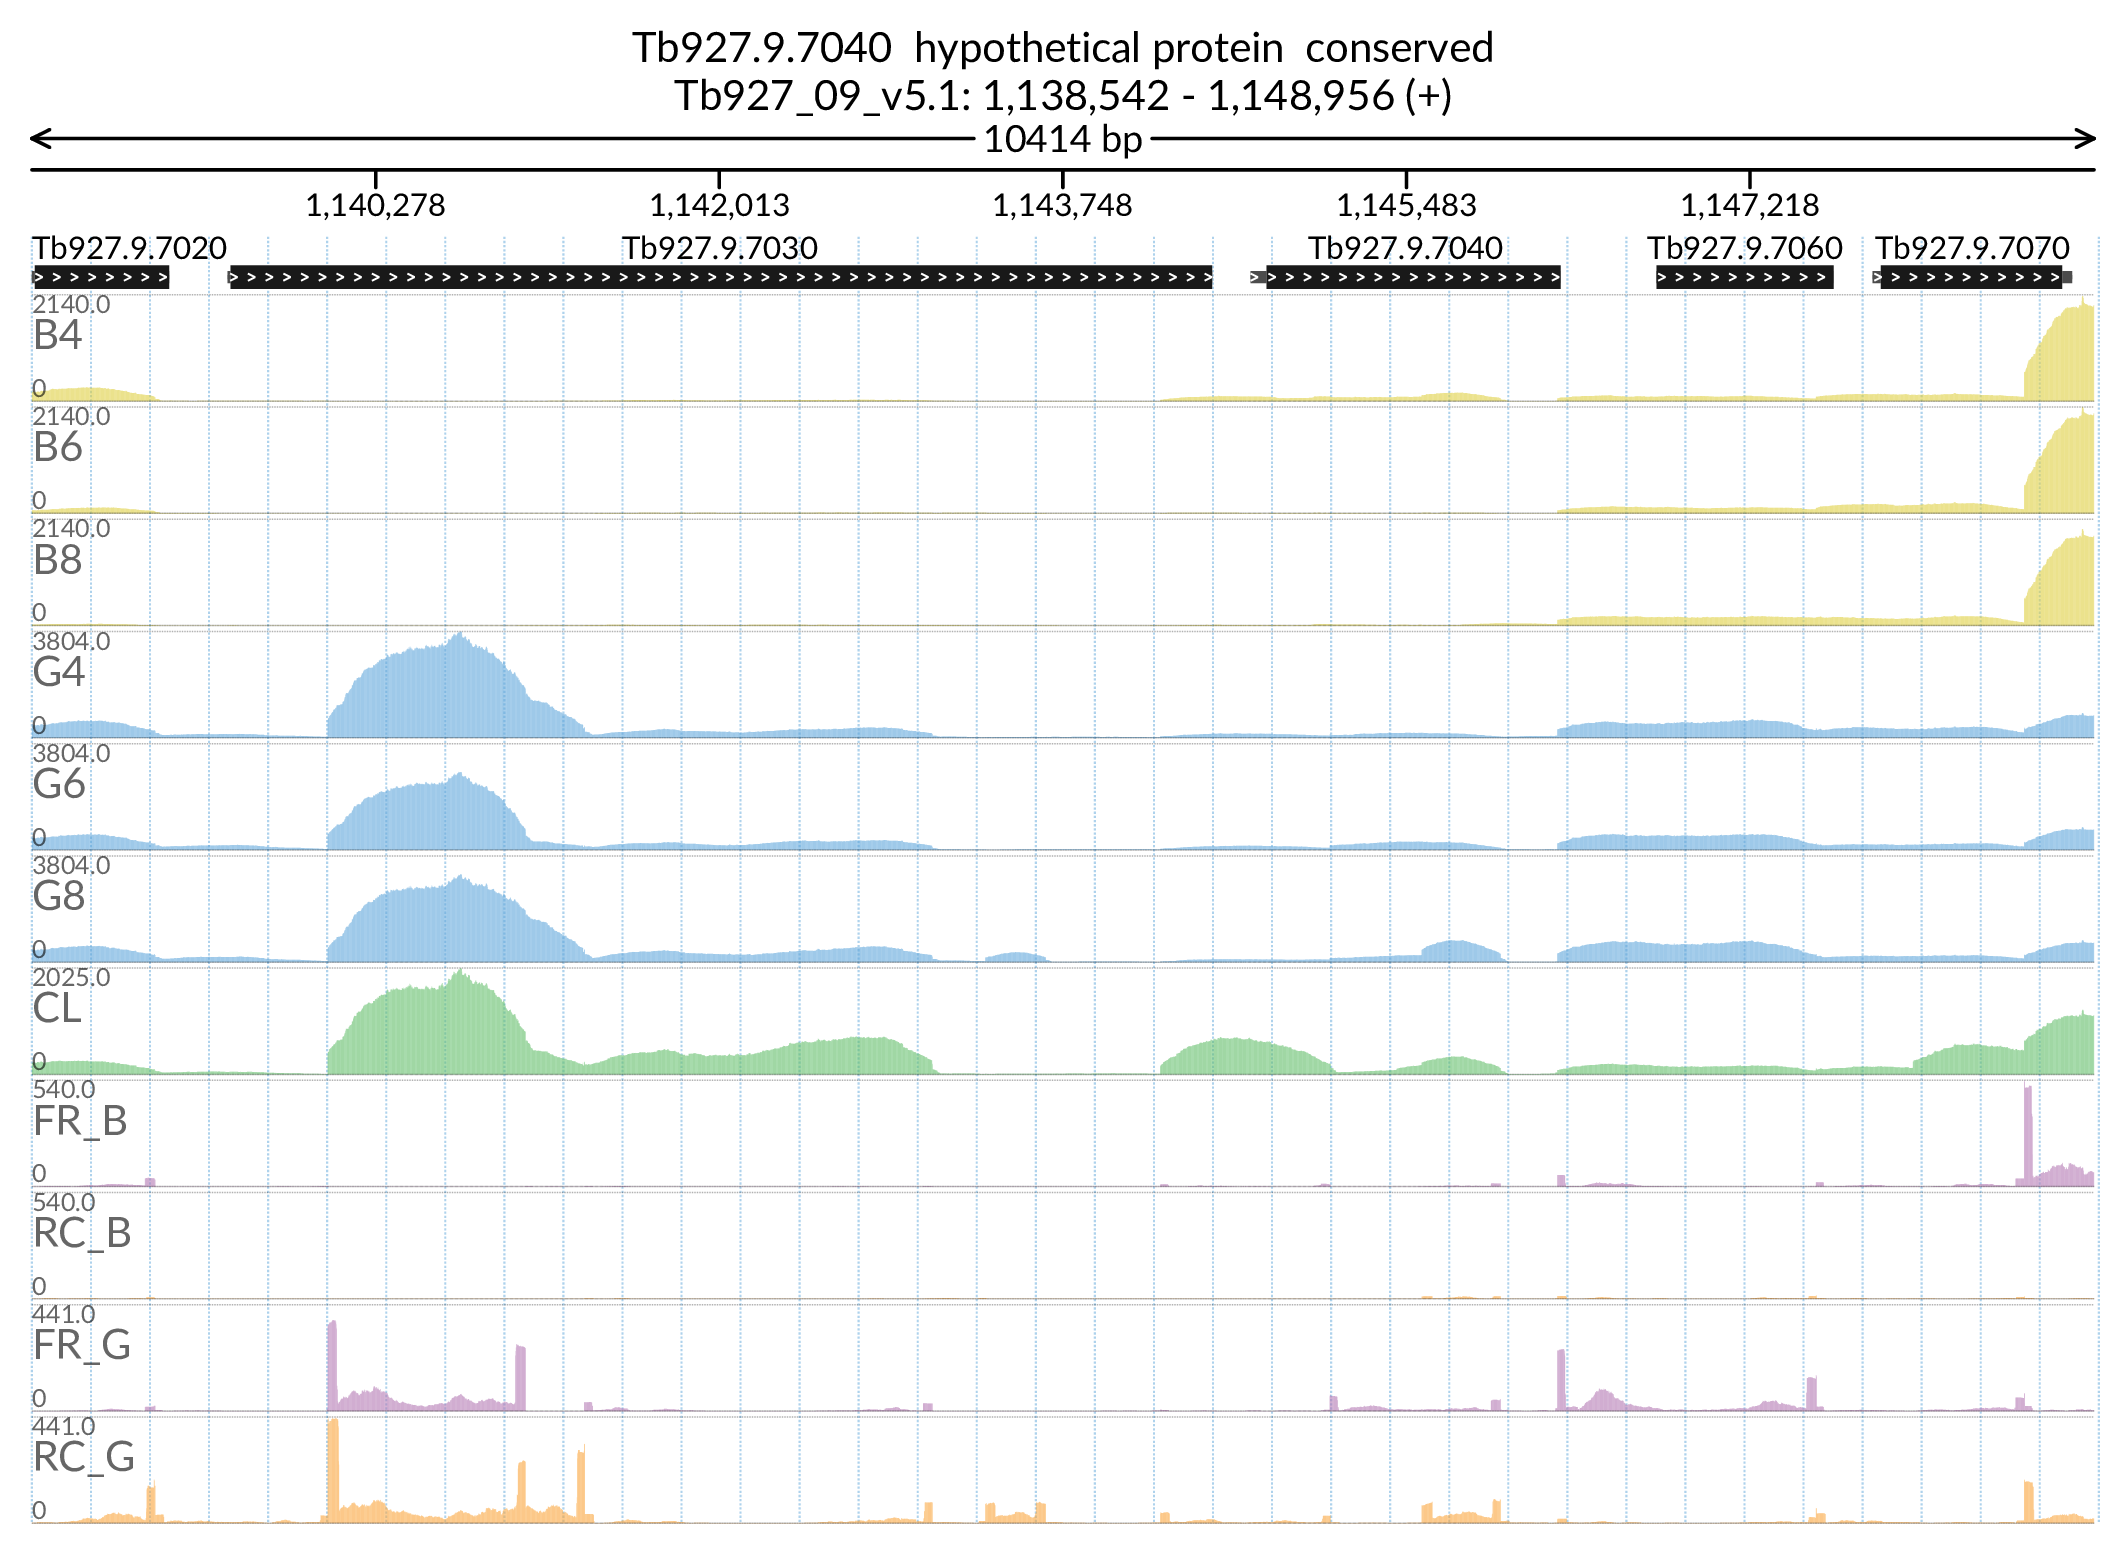 Tb927.9.7040 hypothetical protein conserved
Tb927_09_v5.1: 1,138,542 - 1,148,956 (+)
10414 bp
1,140,278 1,142,013 1,143,748 1,145,483 1,147,218
Tb927.9.7020 Tb927.9.7030 Tb927.9.7040 Tb927.9.7060 Tb927.9.7070
2140.0
B4
0
2140.0
B6
0
2140.0
B8
0
3804.0
G4
0
3804.0
G6
0
3804.0
G8
0
2025.0
CL
0
540.0
FR_B
0
540.0
RC_B
0
441.0
FR_G
0
441.0
RC_G
0